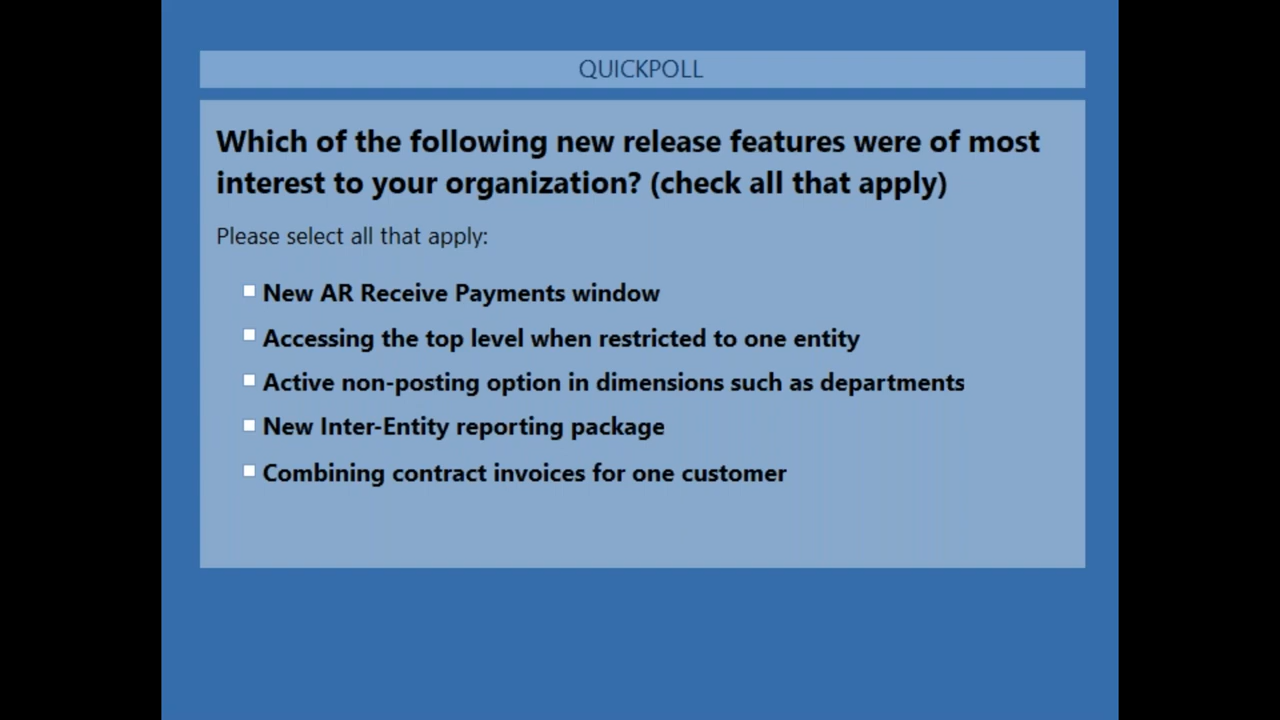 QUICKPOLL
Which of the following new release features were of most
interest to your organization? (check all that apply)
Please select all that apply:
New AR Receive Payments window
Accessing the top level when restricted to one entity
Active non-posting option in dimensions such as departments
New Inter-Entity reporting package
Combining contract invoices for one customer